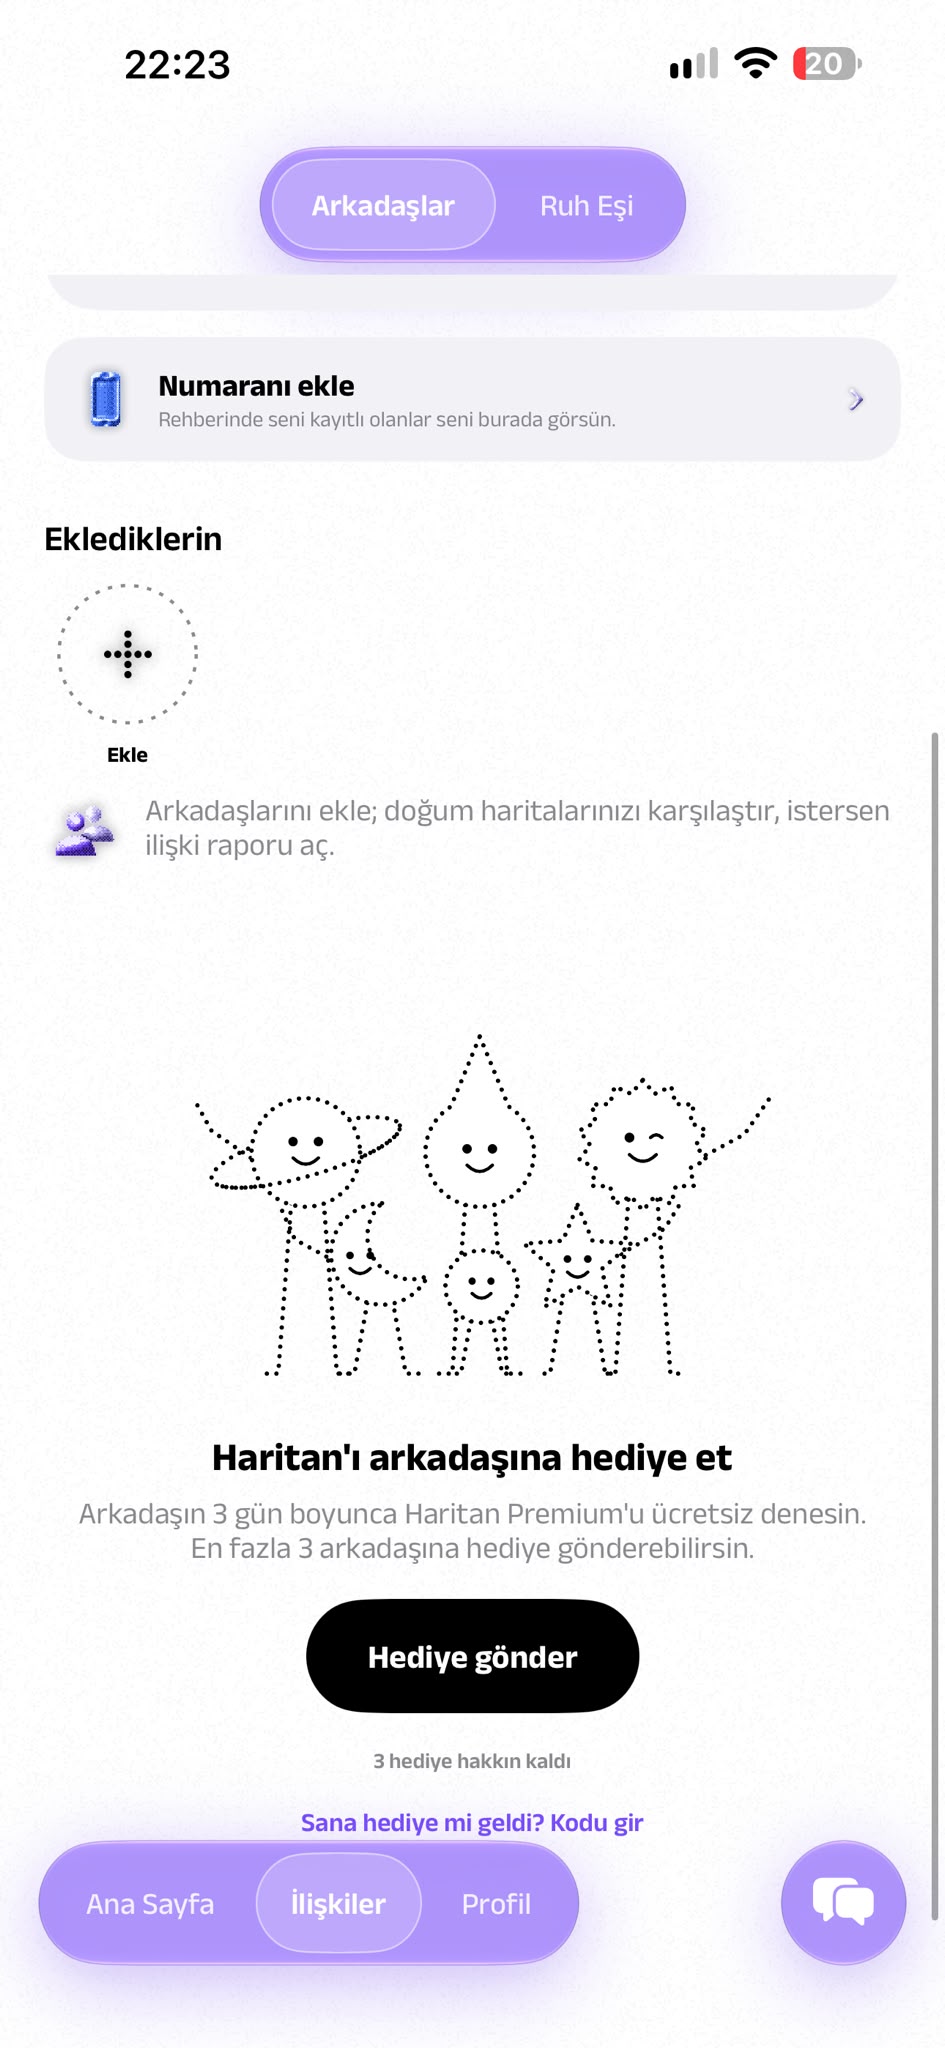 22:23
20
Arkadaşlar
Ruh Eşi
Numaranı ekle
Rehberinde seni kayıtlı olanlar seni burada görsün.
Eklediklerin
Ekle
Arkadaşlarını ekle; doğum haritalarınızı karşılaştır, istersen
ilişki raporu aç.
Haritan'ı arkadaşına hediye et
Arkadaşın 3 gün boyunca Haritan Premium'u ücretsiz denesin.
En fazla 3 arkadaşına hediye gönderebilirsin.
Hediye gönder
3 hediye hakkın kaldı
Sana hediye mi geldi? Kodu gir
Ana Sayfa
İlişkiler
Profil